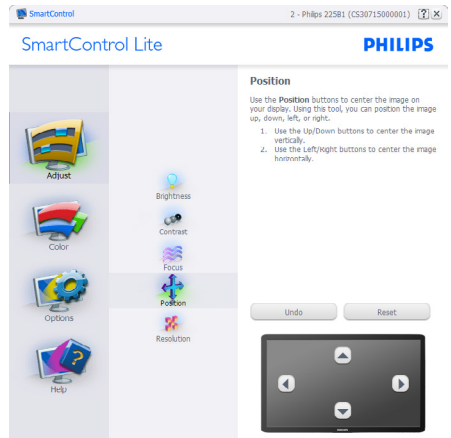 SmartControl
2 - Philips 225B1 (CS30715000001) ? X
SmartControl Lite
PHILIPS
Adjust
Color
Options
Help
Brightness
Contrast
Focus
Position
Resolution
Position
Use the Position buttons to center the image on
your display. Using this tool, you can position the image
up, down, left, or right.
1. Use the Up/Down buttons to center the image
vertically.
2. Use the Left/Right buttons to center the image
horizontally.
Undo
Reset
PHILIPS